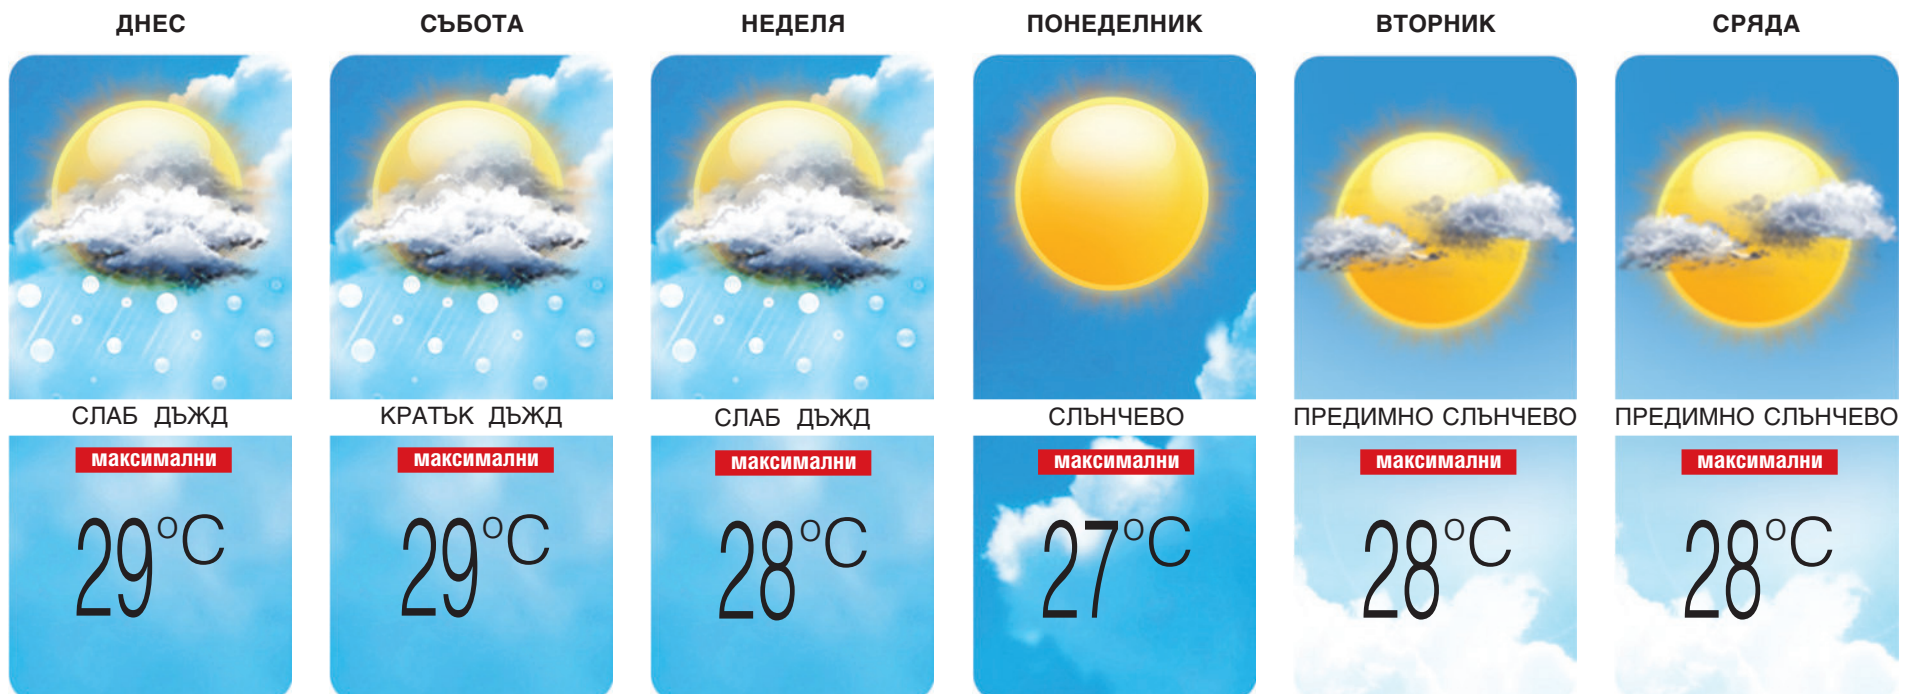 ДНЕС
СЛАБ ДЪЖД
максимални
29°C
СЪБОТА
КРАТЪК ДЪЖД
максимални
29°C
НЕДЕЛЯ
СЛАБ ДЪЖД
максимални
28°C
ПОНЕДЕЛНИК
СЛЪНЧЕВО
максимални
27°C
ВТОРНИК
ПРЕДИМНО СЛЪНЧЕВО
максимални
28°C
СРЯДА
ПРЕДИМНО СЛЪНЧЕВО
максимални
28°C